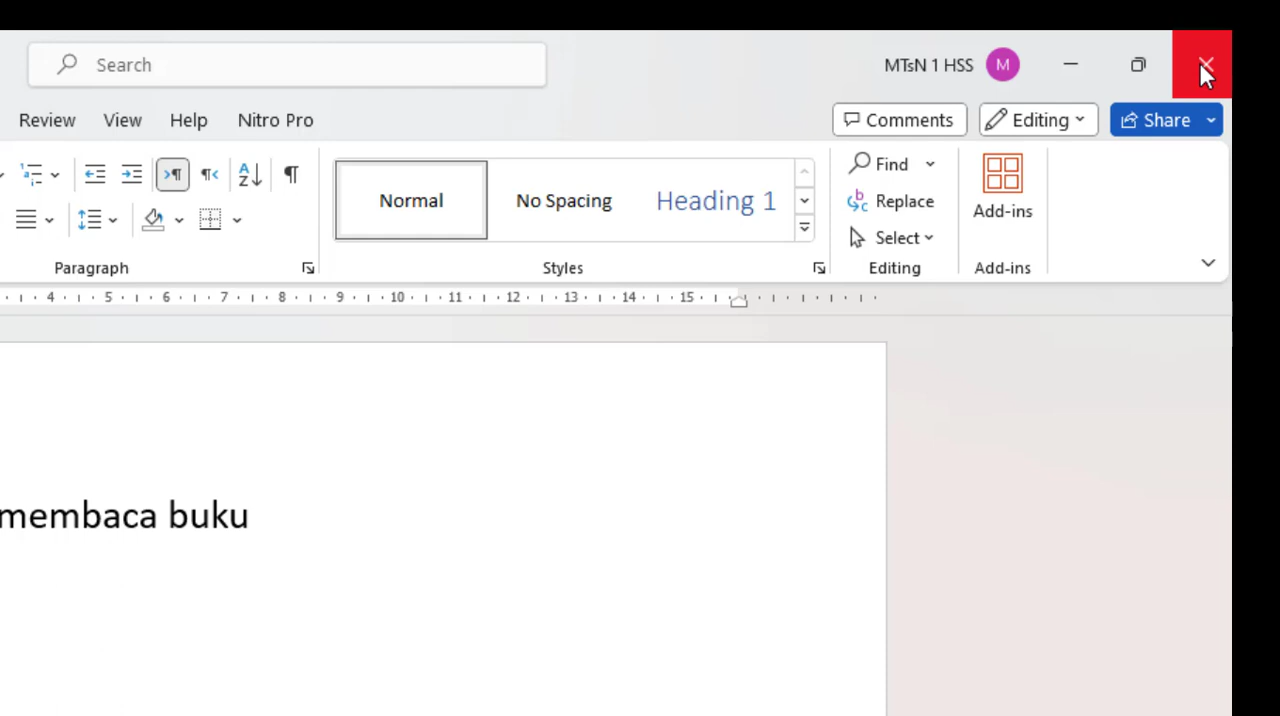 Search
MTsN 1 HSS M
Review View Help Nitro Pro Comments Editing Share
Find
Normal No Spacing Heading 1 Replace Add-ins
Select
Paragraph Styles Editing Add-ins
4 5 6 7 8 9 10 11 12 13 14 15
membaca buku